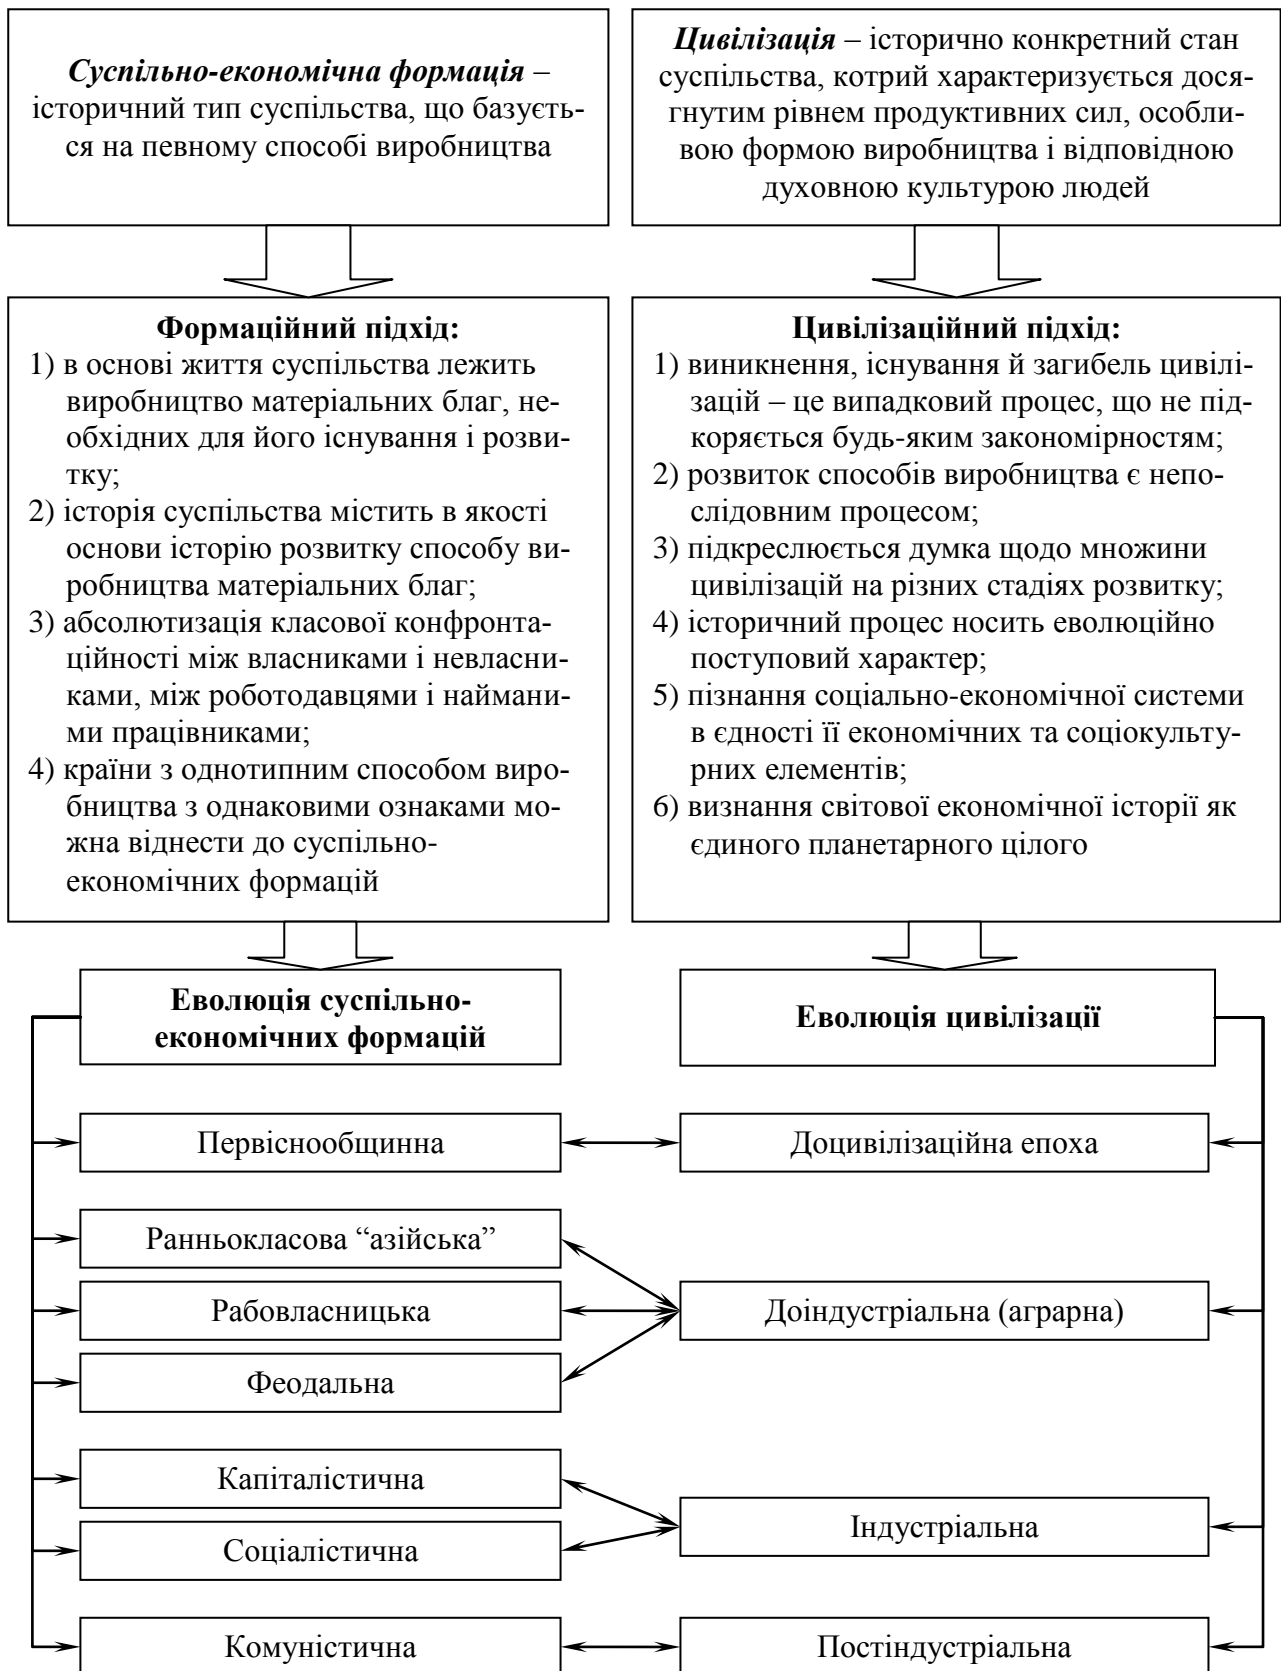 Суспільно-економічна формація –
історичний тип суспільства, що базуєть-
ся на певному способі виробництва
Цивілізація – історично конкретний стан
суспільства, котрий характеризується дося-
гнутим рівнем продуктивних сил, особли-
вою формою виробництва і відповідною
духовною культурою людей
Формаційний підхід:
1) в основі життя суспільства лежить
виробництво матеріальних благ, не-
обхідних для його існування і розви-
тку;
2) історія суспільства містить в якості
основи історію розвитку способу ви-
робництва матеріальних благ;
3) абсолютизація класової конфронта-
ційності між власниками і невласни-
ками, між роботодавцями і наймани-
ми працівниками;
4) країни з однотипним способом виро-
бництва з однаковими ознаками мо-
жна віднести до суспільно-
економічних формацій
Цивілізаційний підхід:
1) виникнення, існування й загибель цивілі-
зацій – це випадковий процес, що не під-
коряється будь-яким закономірностям;
2) розвиток способів виробництва є непо-
слідовним процесом;
3) підкреслюється думка щодо множини
цивілізацій на різних стадіях розвитку;
4) історичний процес носить еволюційно
поступовий характер;
5) пізнання соціально-економічної системи
в єдності її економічних та соціокульту-
рних елементів;
6) визнання світової економічної історії як
єдиного планетарного цілого
Еволюція суспільно-
економічних формацій
Еволюція цивілізації
Первіснообщинна
Доцивілізаційна епоха
Ранньокласова “азійська”
Рабовласницька
Доіндустріальна (аграрна)
Феодальна
Капіталістична
Індустріальна
Соціалістична
Комуністична
Постіндустріальна